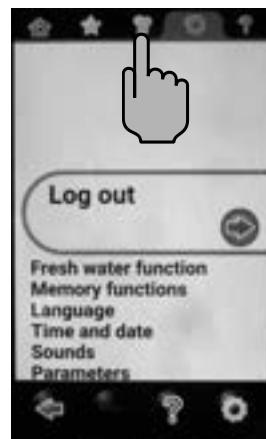 Log out
Fresh water function
Memory functions
Language
Time and date
Sounds
Parameters